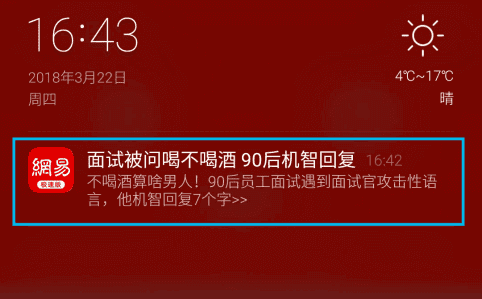 16:43
2018年3月22日
周四
4℃~17℃
晴
網易
极速版
面试被问喝不喝酒 90后机智回复 16:42
不喝酒算啥男人！90后员工面试遇到面试官攻击性语
言，他机智回复7个字>>